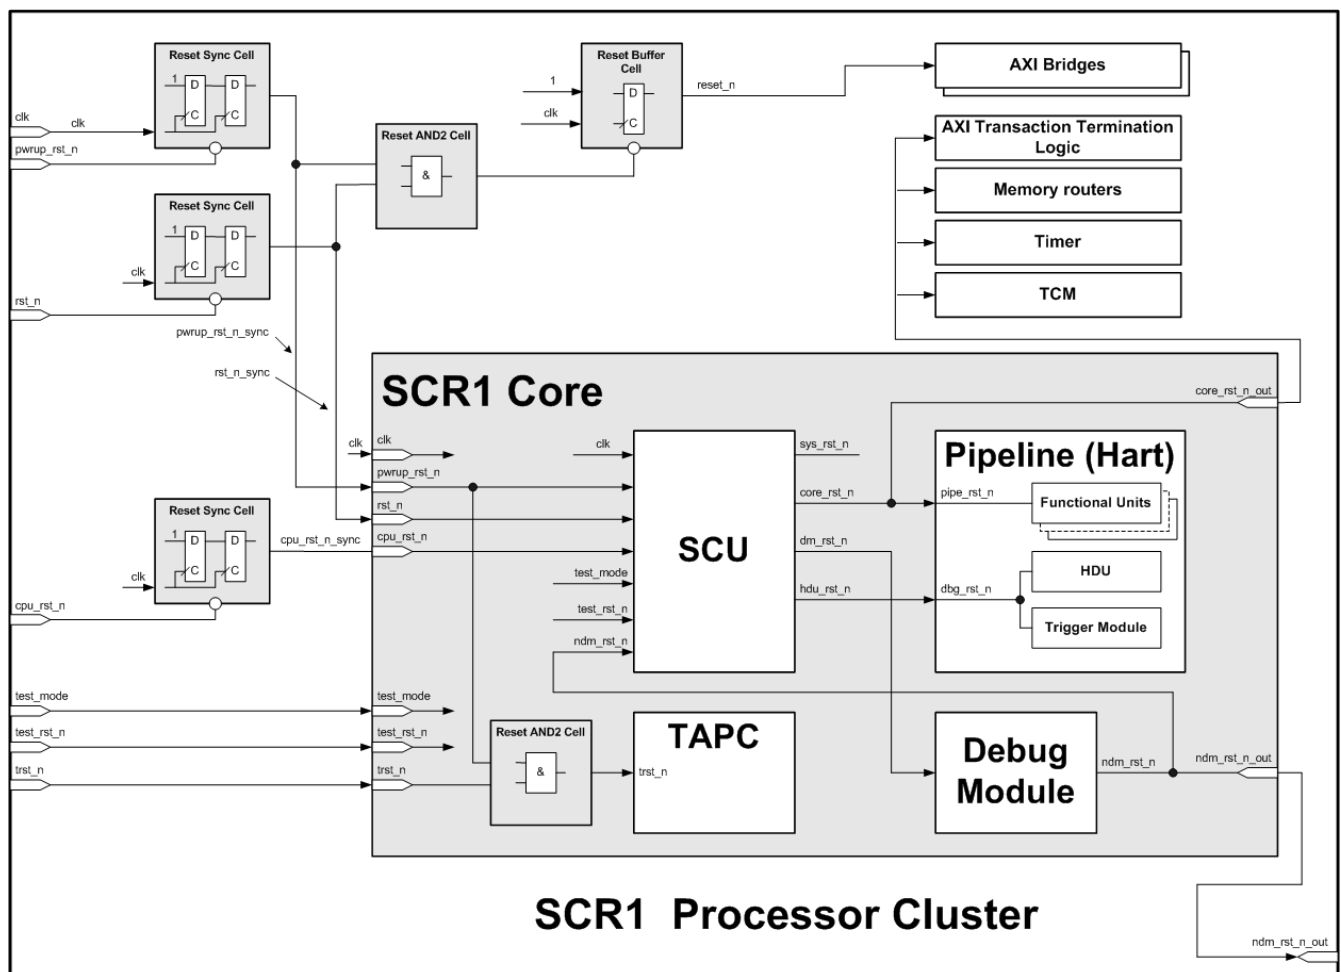 Reset Sync Cell
1
D
D
C
C
clk
clk
pwrup_rst_n
Reset Sync Cell
1
D
D
C
C
clk
rst_n
Reset AND2 Cell
&
Reset Buffer
Cell
1
D
clk
C
reset_n
AXI Bridges
AXI Transaction Termination
Logic
Memory routers
Timer
TCM
pwrup_rst_n_sync
rst_n_sync
SCR1 Core
core_rst_n_out
clk
clk
pwrup_rst_n
rst_n
cpu_rst_n
Reset Sync Cell
1
D
D
C
C
clk
cpu_rst_n_sync
cpu_rst_n
clk
test_mode
test_rst_n
ndm_rst_n
SCU
sys_rst_n
core_rst_n
dm_rst_n
hdu_rst_n
Pipeline (Hart)
pipe_rst_n
Functional Units
HDU
dbg_rst_n
Trigger Module
test_mode
test_rst_n
trst_n
test_mode
test_rst_n
trst_n
Reset AND2 Cell
&
TAPC
trst_n
Debug
Module
ndm_rst_n
ndm_rst_n_out
SCR1 Processor Cluster
ndm_rst_n_out